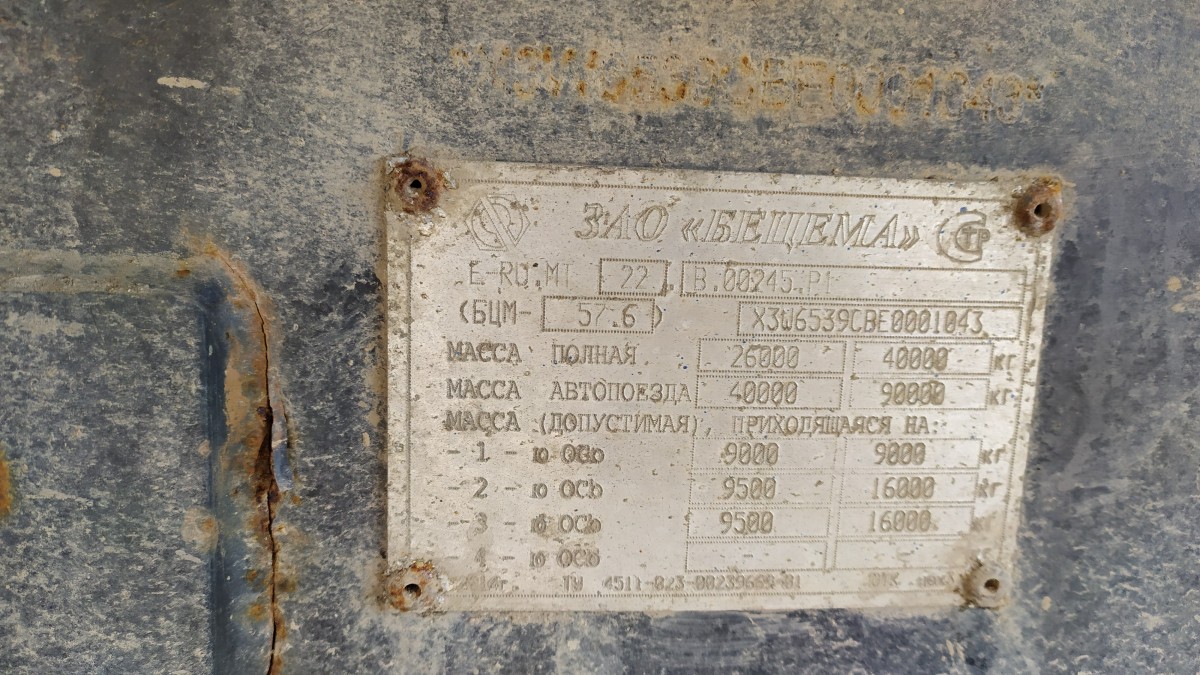 ЗАО «БЕЦЕМА»
E-RU.MT 22 .B.00245.P1
(БЦМ- 57.6 ) X3W6539CBE0001043
МАССА ПОЛНАЯ 26000 40000 кг
МАССА АВТОПОЕЗДА 40000 90000 кг
МАССА (ДОПУСТИМАЯ), ПРИХОДЯЩАЯСЯ НА:
- 1 - ю ОСЬ 9000 9000 кг
- 2 - ю ОСЬ 9500 16000 кг
- 3 - ю ОСЬ 9500 16000 кг
- 4 - ю ОСЬ - -
ТУ 4511-023-00239669-01